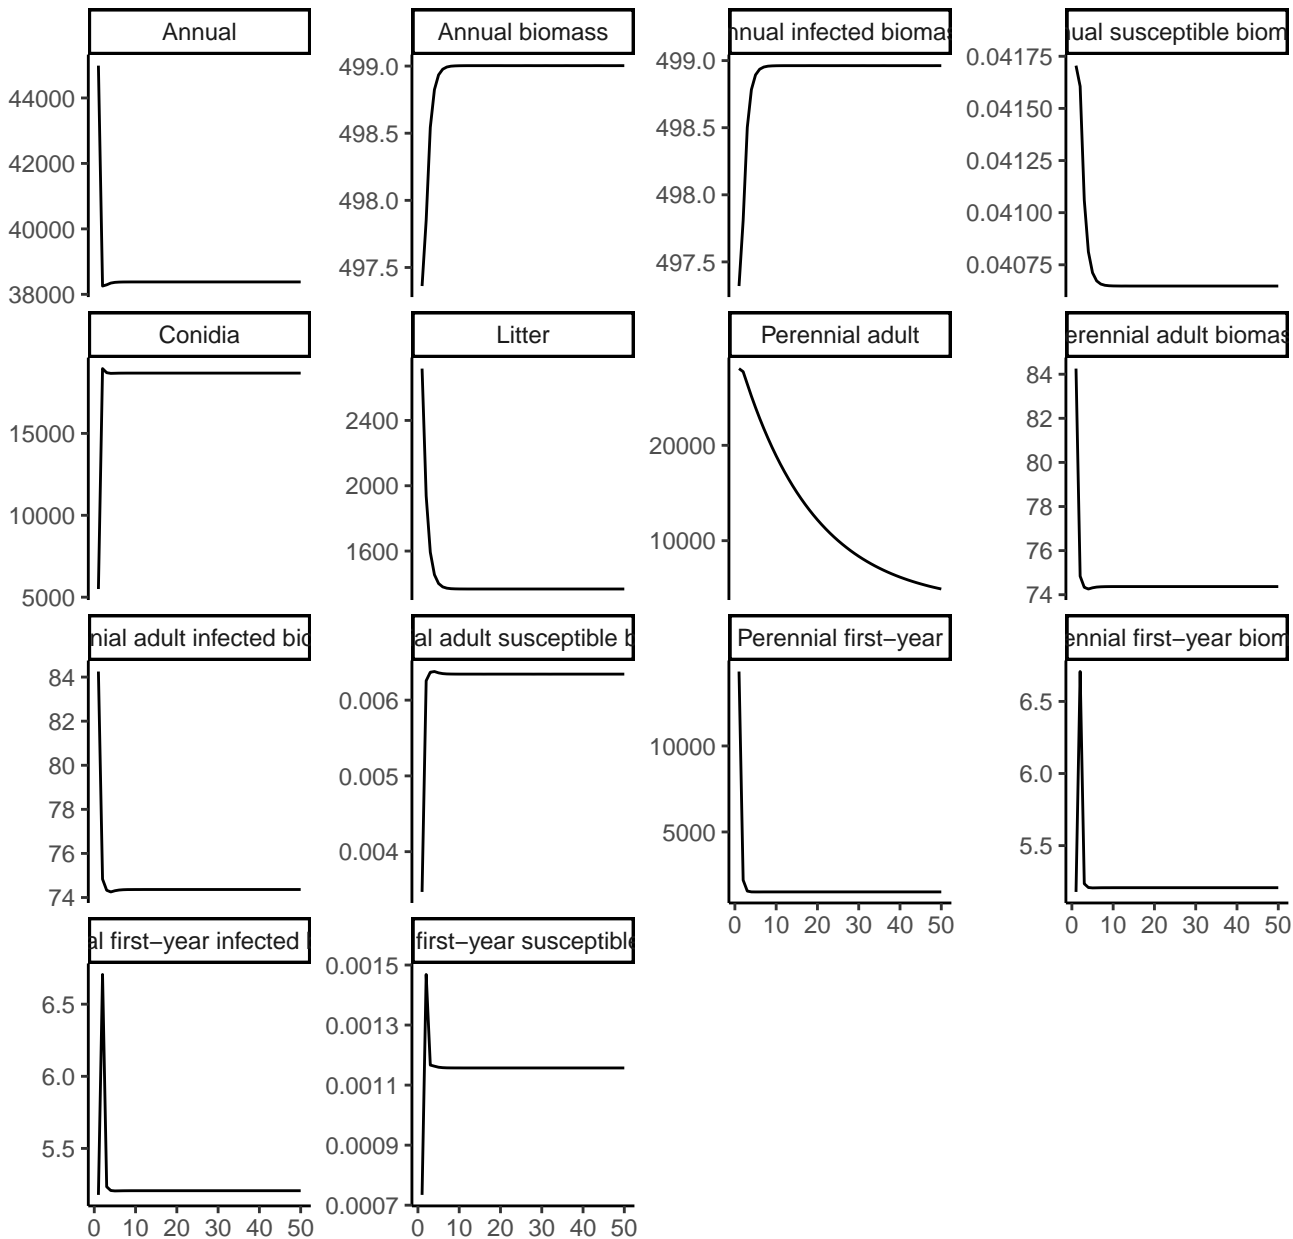 Annual
Annual biomass
nnual infected biomas
ual susceptible biom
44000
42000
40000
38000
499.0
498.5
498.0
497.5
499.0
498.5
498.0
497.5
0.04175
0.04150
0.04125
0.04100
0.04075
Conidia
Litter
Perennial adult
erennial adult biomas
15000
10000
5000
2400
2000
1600
20000
10000
84
82
80
78
76
74
nial adult infected bio
al adult susceptible b
Perennial first−year
ennial first−year biom
84
82
80
78
76
74
0.006
0.005
0.004
10000
5000
0 10 20 30 40 50
6.5
6.0
5.5
0 10 20 30 40 50
al first−year infected
first−year susceptible
6.5
6.0
5.5
0 10 20 30 40 50
0.0015
0.0013
0.0011
0.0009
0.0007
0 10 20 30 40 50